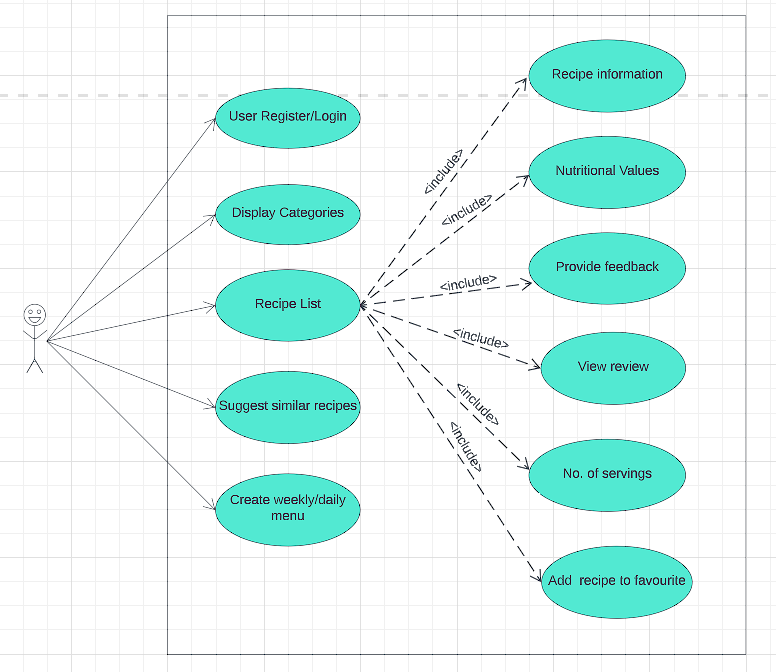 User Register/Login
Display Categories
Recipe List
Suggest similar recipes
Create weekly/daily
menu
<include>
<include>
<include>
<include>
<include>
<include>
Recipe information
Nutritional Values
Provide feedback
View review
No. of servings
Add recipe to favourite